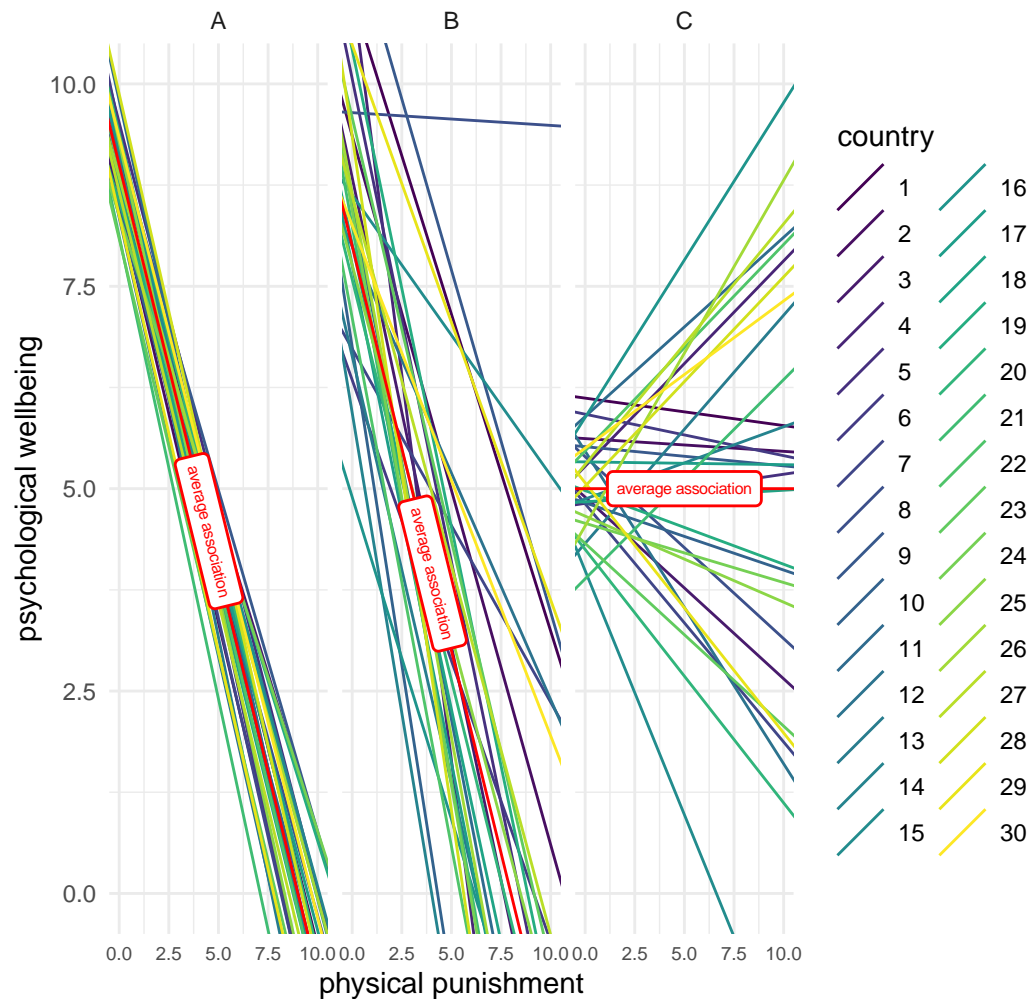 A B C
psychological wellbeing
10.0
7.5
5.0
2.5
0.0
average association
average association
average association
0.0 2.5 5.0 7.5 10.0 0.0 2.5 5.0 7.5 10.0 0.0 2.5 5.0 7.5 10.0
physical punishment
country
1 16
2 17
3 18
4 19
5 20
6 21
7 22
8 23
9 24
10 25
11 26
12 27
13 28
14 29
15 30